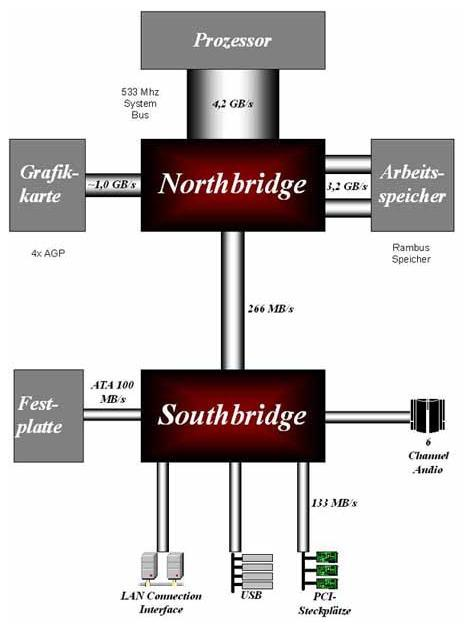 Prozessor
533 Mhz
System
Bus
4,2 GB/s
Grafik-
karte
~1,0 GB/s
Northbridge
3,2 GB/s
Arbeits-
speicher
4x AGP
Rambus
Speicher
266 MB/s
Fest-
platte
ATA 100
MB/s
Southbridge
6
Channel
Audio
133 MB/s
LAN Connection
Interface
USB
PCI-
Steckplätze